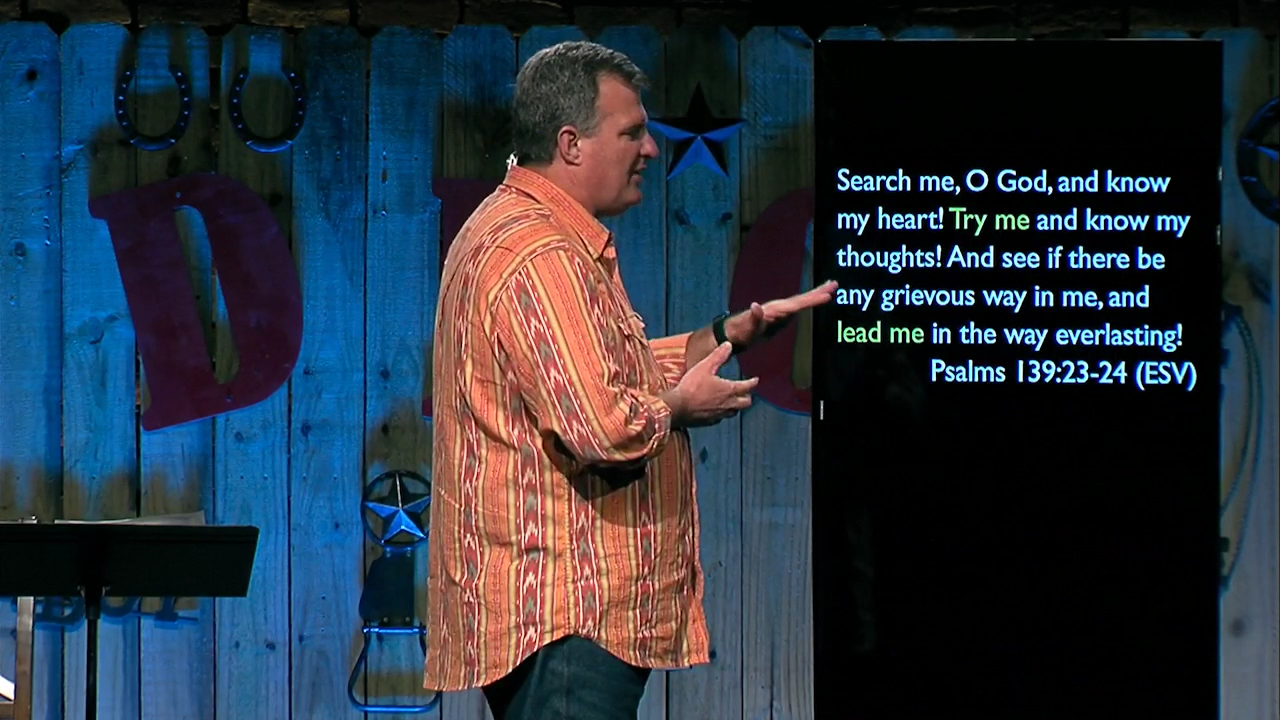 D
Search me, O God, and know
my heart! Try me and know my
thoughts! And see if there be
any grievous way in me, and
lead me in the way everlasting!
Psalms 139:23-24 (ESV)